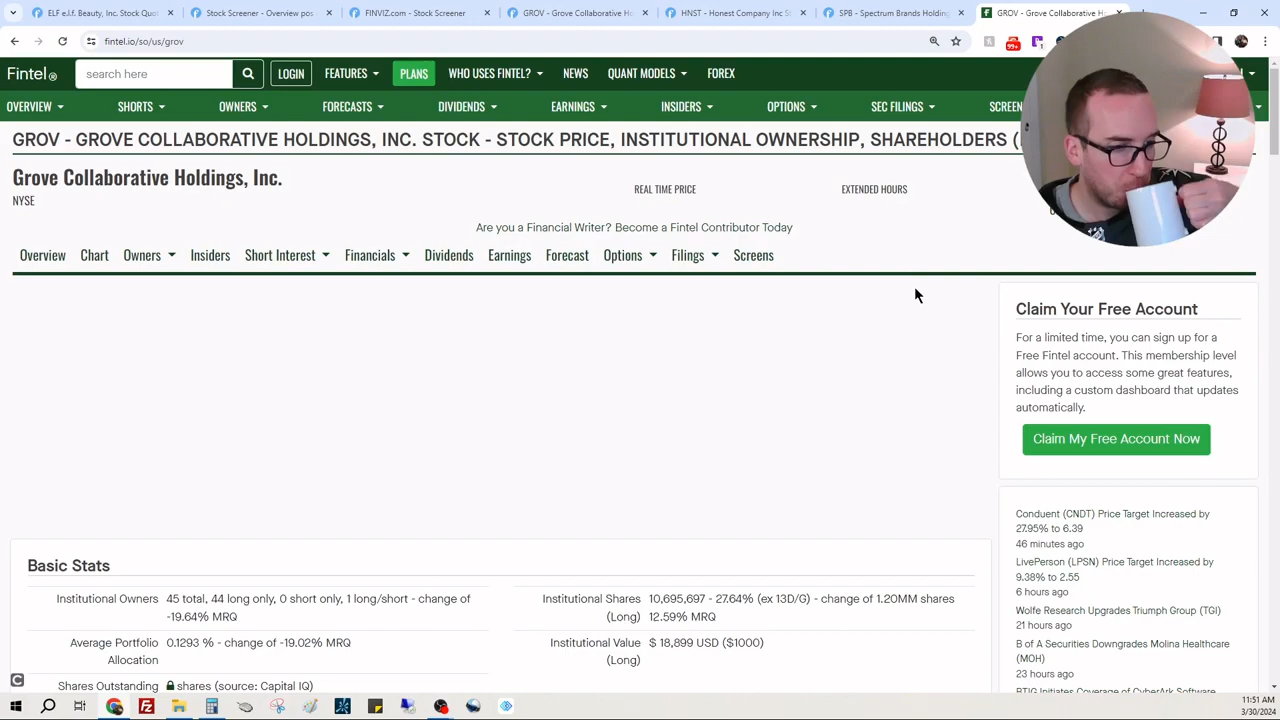 ELF e.l.f. Beauty, Inc. Stock Quot
Stock Screener - Overview pos
FINVIZ.com - Stock Screener
GROV - Grove Collaborative Ho
HNST - Honest Company Inc St
SPB - Spectrum Brands Holding
GROV - Grove Collaborative H
fintel.io/so/us/grov
99+
1
Fintel
search here
LOGIN
FEATURES
PLANS
WHO USES FINTEL?
NEWS
QUANT MODELS
FOREX
OVERVIEW
SHORTS
OWNERS
FORECASTS
DIVIDENDS
EARNINGS
INSIDERS
OPTIONS
SEC FILINGS
SCREEN
GROV - GROVE COLLABORATIVE HOLDINGS, INC. STOCK - STOCK PRICE, INSTITUTIONAL OWNERSHIP, SHAREHOLDERS (
Grove Collaborative Holdings, Inc.
NYSE
REAL TIME PRICE
EXTENDED HOURS
Are you a Financial Writer? Become a Fintel Contributor Today
Overview
Chart
Owners
Insiders
Short Interest
Financials
Dividends
Earnings
Forecast
Options
Filings
Screens
Claim Your Free Account
For a limited time, you can sign up for a
Free Fintel account. This membership level
allows you to access some great features,
including a custom dashboard that updates
automatically.
Claim My Free Account Now
Conduent (CNDT) Price Target Increased by
27.95% to 6.39
46 minutes ago
LivePerson (LPSN) Price Target Increased by
9.38% to 2.55
6 hours ago
Wolfe Research Upgrades Triumph Group (TGI)
21 hours ago
B of A Securities Downgrades Molina Healthcare
(MOH)
23 hours ago
BTIG Initiates Coverage of CyberArk Software
Basic Stats
Institutional Owners
45 total, 44 long only, 0 short only, 1 long/short - change of
-19.64% MRQ
Institutional Shares
(Long)
10,695,697 - 27.64% (ex 13D/G) - change of 1.20MM shares
12.59% MRQ
Average Portfolio
Allocation
0.1293 % - change of -19.02% MRQ
Institutional Value
(Long)
$ 18,899 USD ($1000)
Shares Outstanding
shares (source: Capital IQ)
11:51 AM
3/30/2024